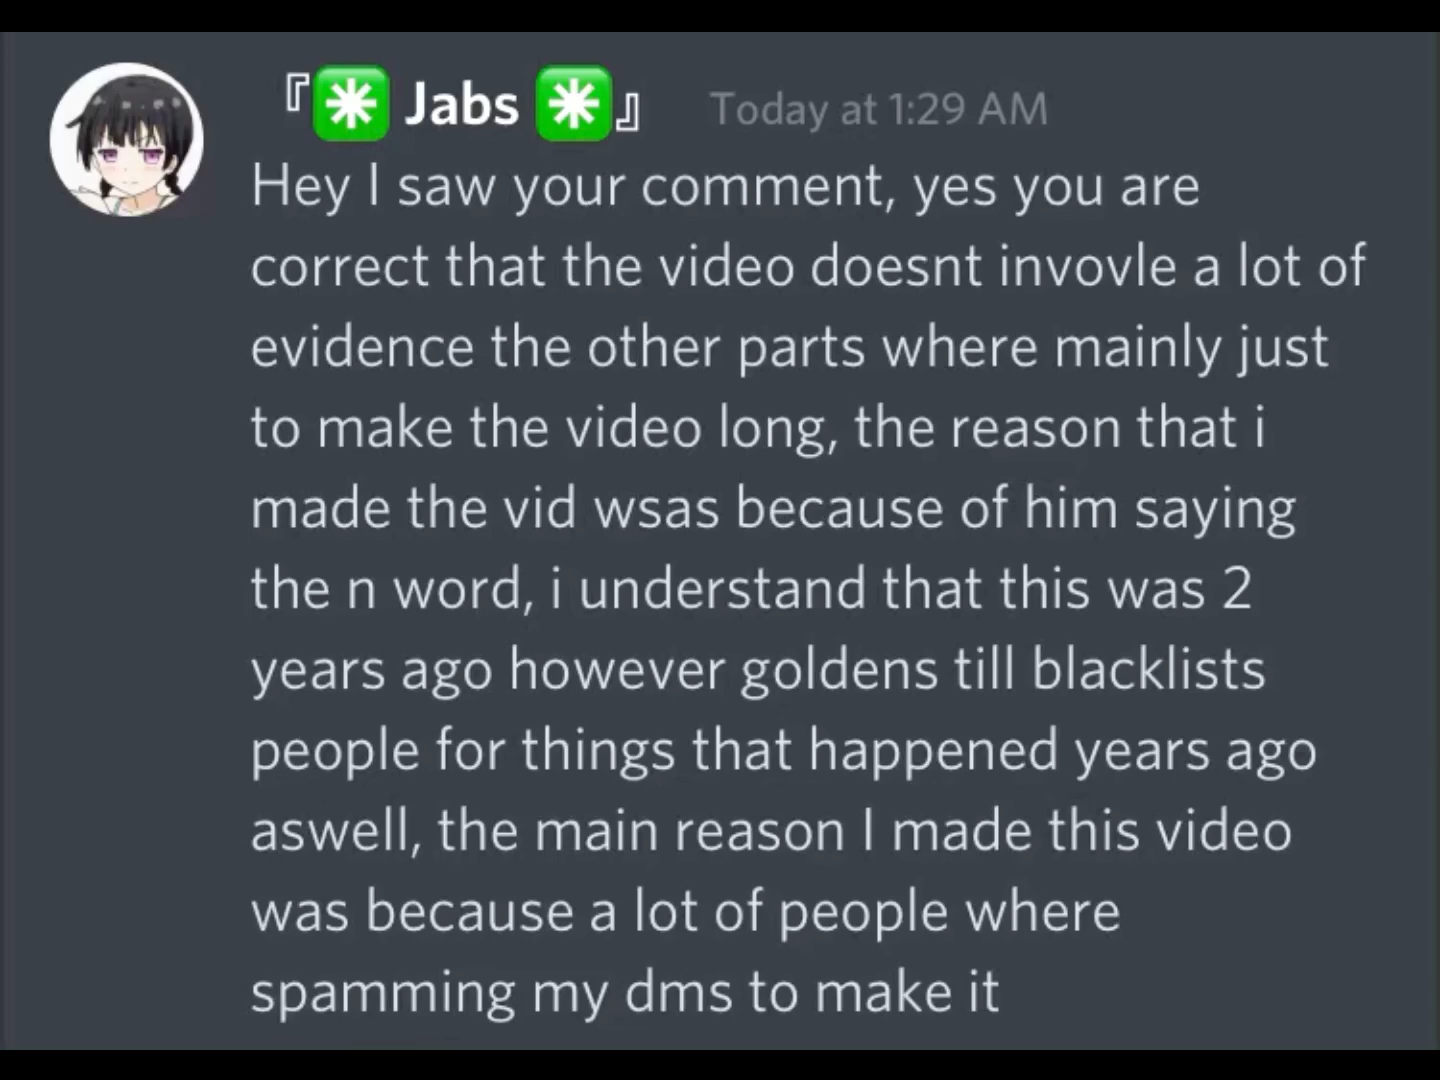 『✳️ Jabs ✳️』 Today at 1:29 AM
Hey I saw your comment, yes you are
correct that the video doesnt invovle a lot of
evidence the other parts where mainly just
to make the video long, the reason that i
made the vid wsas because of him saying
the n word, i understand that this was 2
years ago however goldens till blacklists
people for things that happened years ago
aswell, the main reason I made this video
was because a lot of people where
spamming my dms to make it